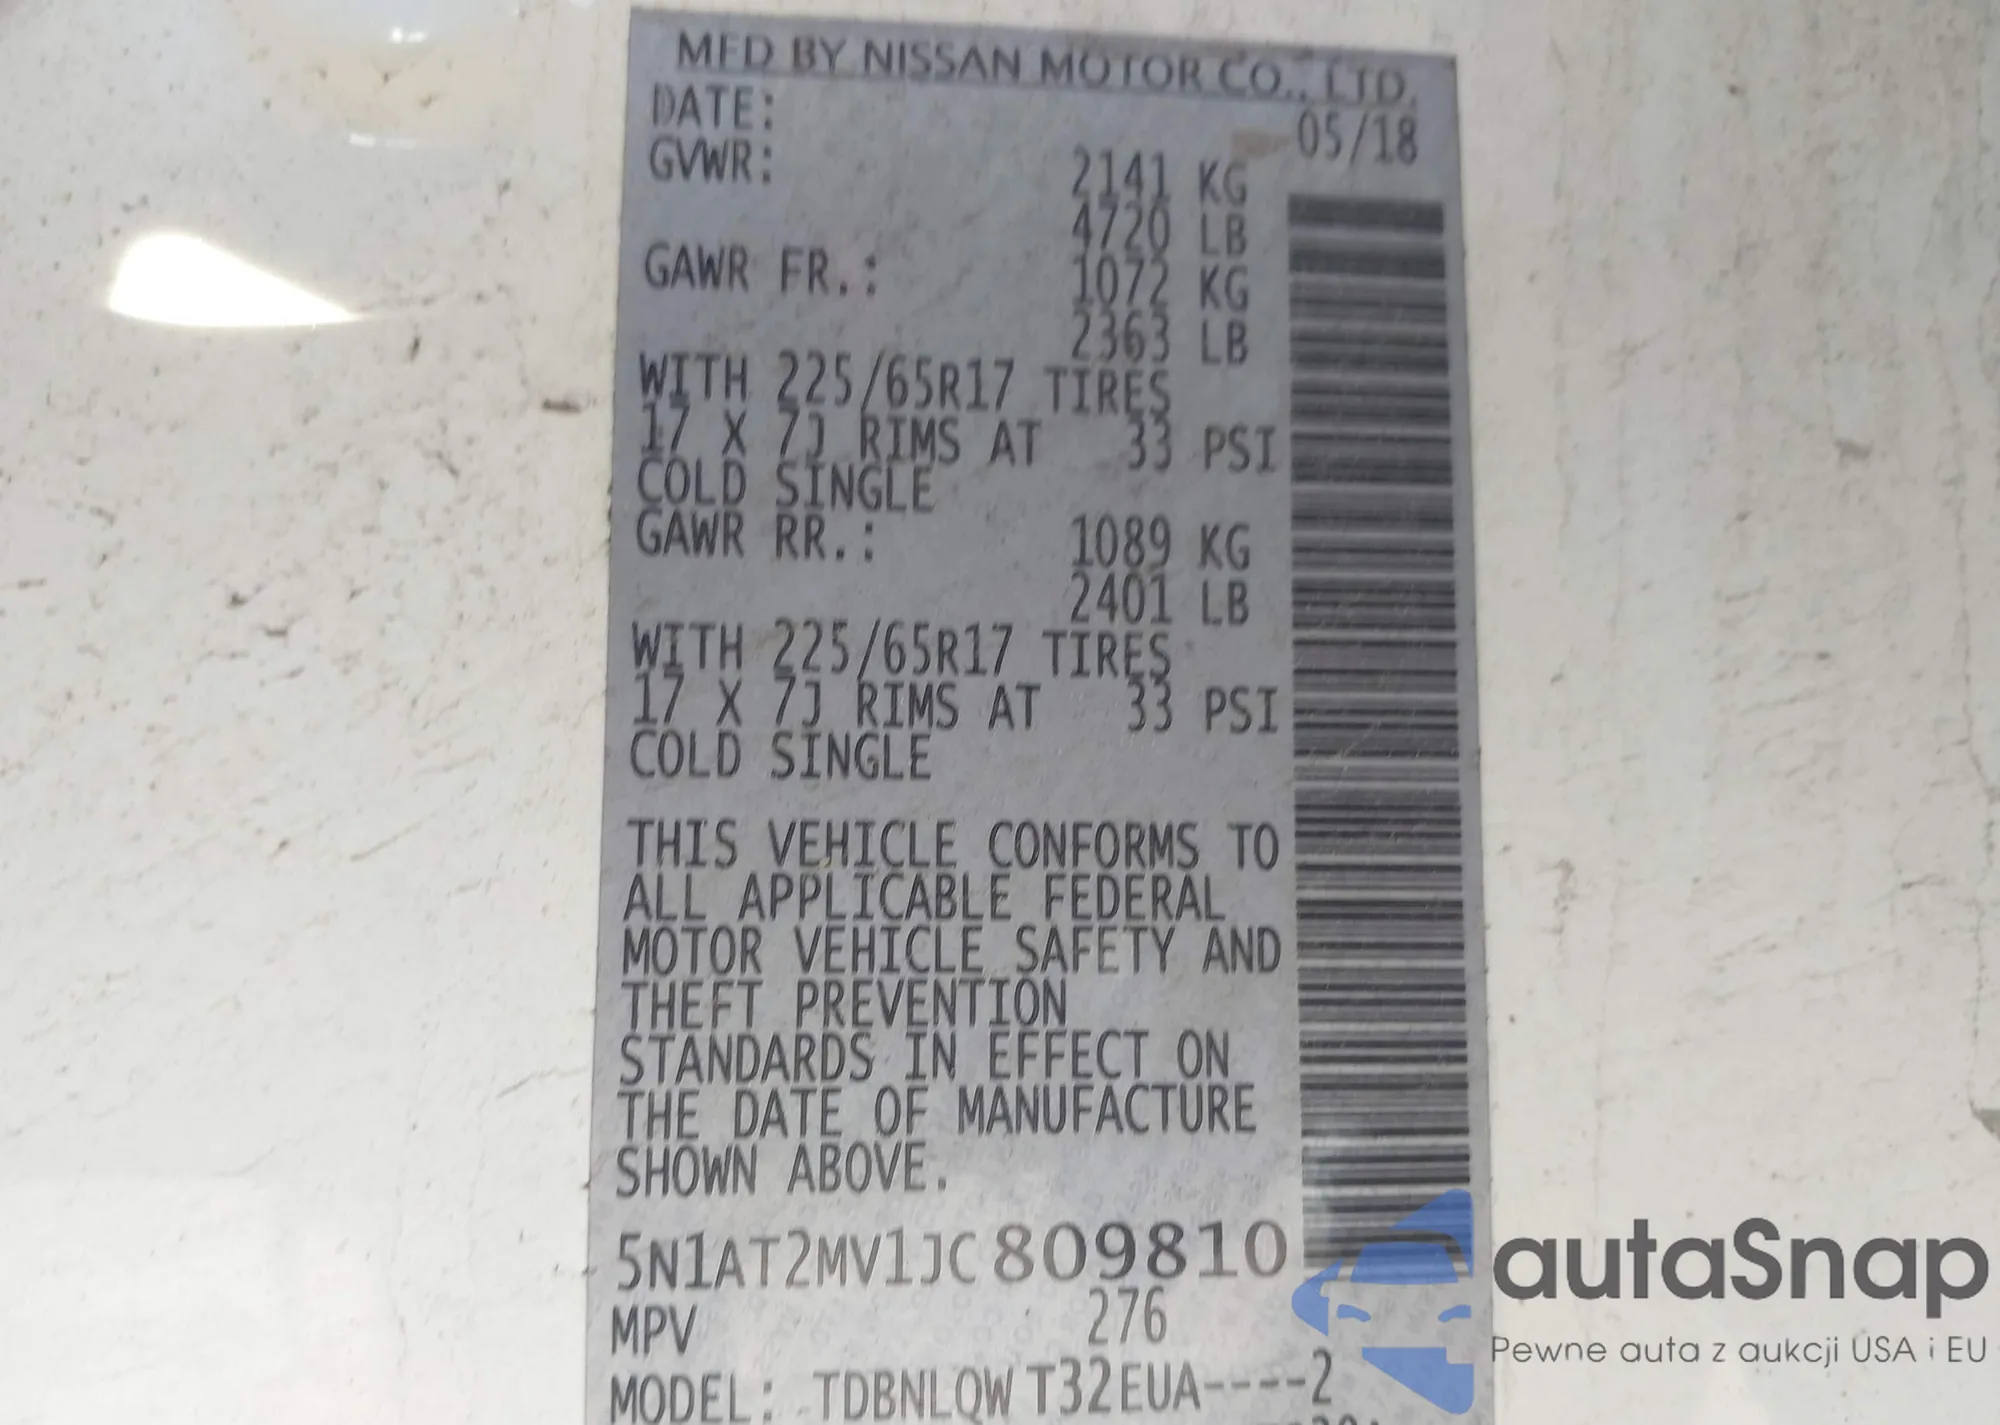 MFD BY NISSAN MOTOR CO., LTD.
DATE: 05/18
GVWR: 2141 KG
4720 LB
GAWR FR.: 1072 KG
2363 LB
WITH 225/65R17 TIRES
17 X 7J RIMS AT 33 PSI
COLD SINGLE
GAWR RR.: 1089 KG
2401 LB
WITH 225/65R17 TIRES
17 X 7J RIMS AT 33 PSI
COLD SINGLE
THIS VEHICLE CONFORMS TO
ALL APPLICABLE FEDERAL
MOTOR VEHICLE SAFETY AND
THEFT PREVENTION
STANDARDS IN EFFECT ON
THE DATE OF MANUFACTURE
SHOWN ABOVE.
5N1AT2MV1JC809810
MPV 276
MODEL: TDBNLQWT32EUA----2
autaSnap
Pewne auta z aukcji USA i EU